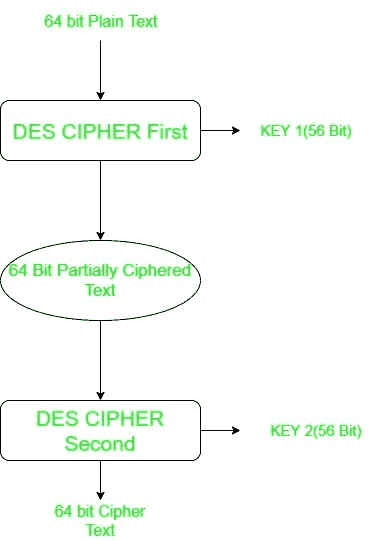 64 bit Plain Text
DES CIPHER First
KEY 1(56 Bit)
64 Bit Partially Ciphered
Text
DES CIPHER
Second
KEY 2(56 Bit)
64 bit Cipher
Text